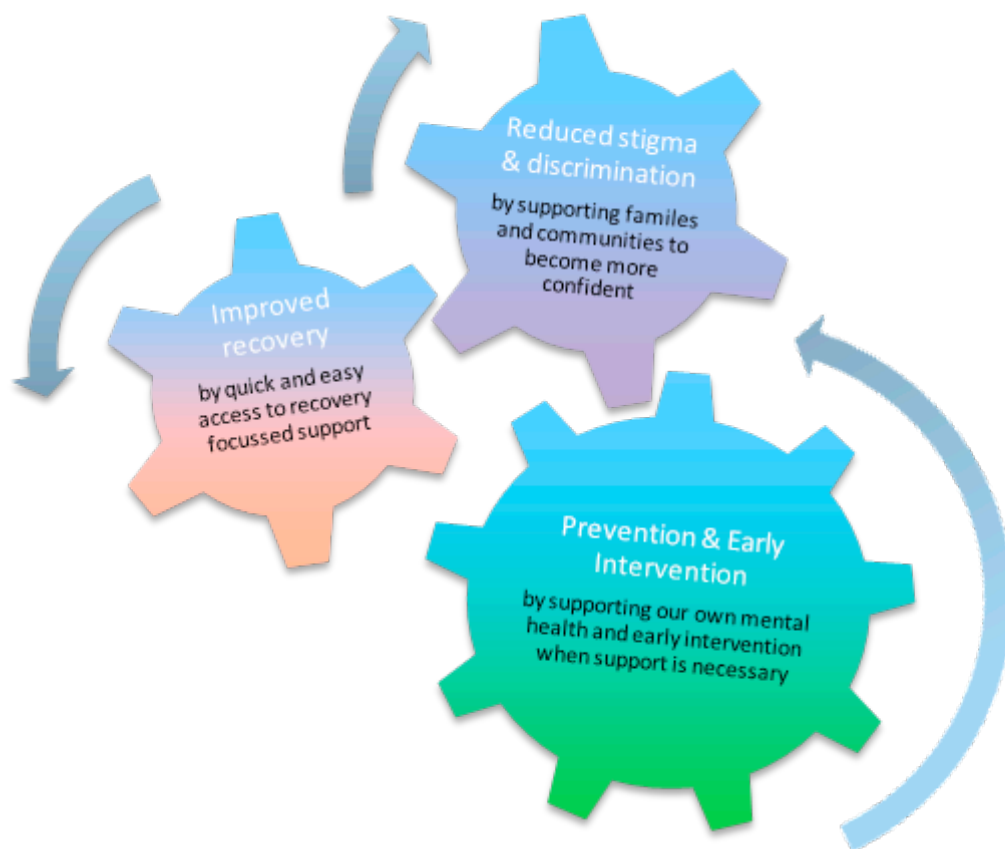 Reduced stigma
& discrimination
by supporting familes
and communities to
become more
confident
Improved
recovery
by quick and easy
access to recovery
focussed support
Prevention & Early
Intervention
by supporting our own mental
health and early intervention
when support is necessary